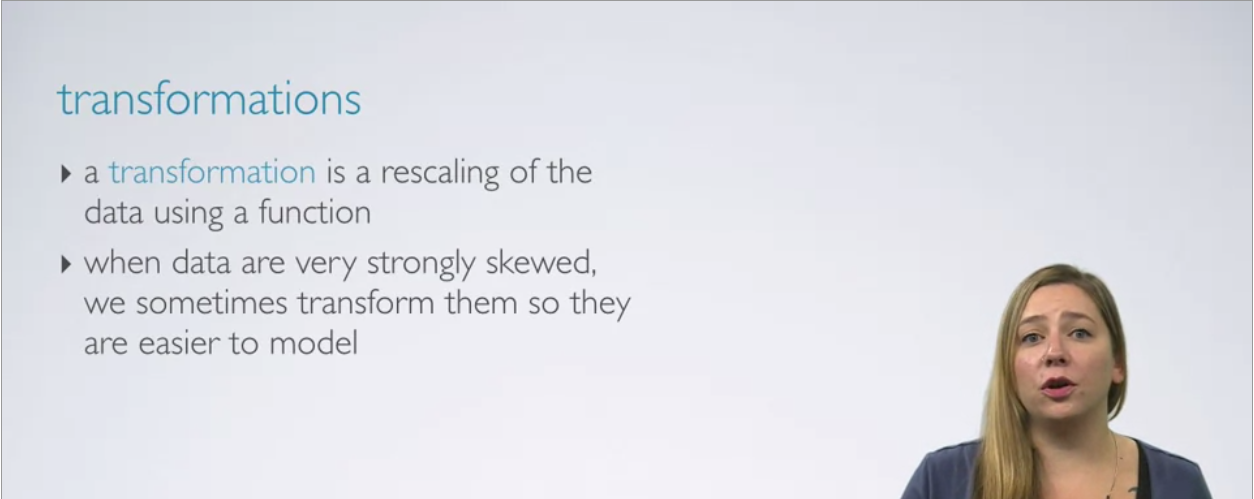 transformations
▸ a transformation is a rescaling of the
data using a function
▸ when data are very strongly skewed,
we sometimes transform them so they
are easier to model